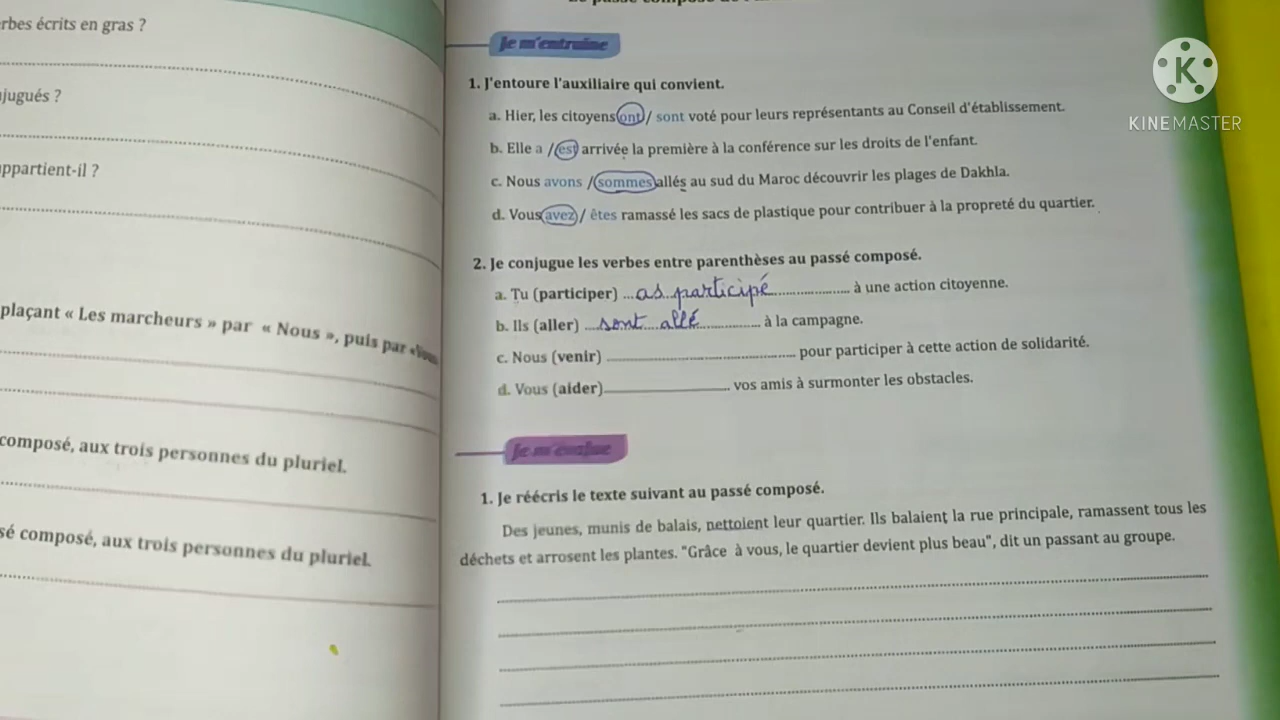 rbes écrits en gras ?
jugués ?
ppartient-il ?
plaçant « Les marcheurs » par « Nous », puis par «Vous
composé, aux trois personnes du pluriel.
sé composé, aux trois personnes du pluriel.
Je m'entraîne
1. J'entoure l'auxiliaire qui convient.
a. Hier, les citoyens ont / sont voté pour leurs représentants au Conseil d'établissement.
b. Elle a / est arrivée la première à la conférence sur les droits de l'enfant.
c. Nous avons / sommes allés au sud du Maroc découvrir les plages de Dakhla.
d. Vous avez / êtes ramassé les sacs de plastique pour contribuer à la propreté du quartier.
2. Je conjugue les verbes entre parenthèses au passé composé.
a. Tu (participer) ...as participé.................. à une action citoyenne.
b. Ils (aller) ...sont allé............... à la campagne.
c. Nous (venir) ........................ pour participer à cette action de solidarité.
d. Vous (aider)........................ vos amis à surmonter les obstacles.
Je m'évalue
1. Je réécris le texte suivant au passé composé.
Des jeunes, munis de balais, nettoient leur quartier. Ils balaient la rue principale, ramassent tous les
déchets et arrosent les plantes. "Grâce à vous, le quartier devient plus beau", dit un passant au groupe.
K
KINEMASTER